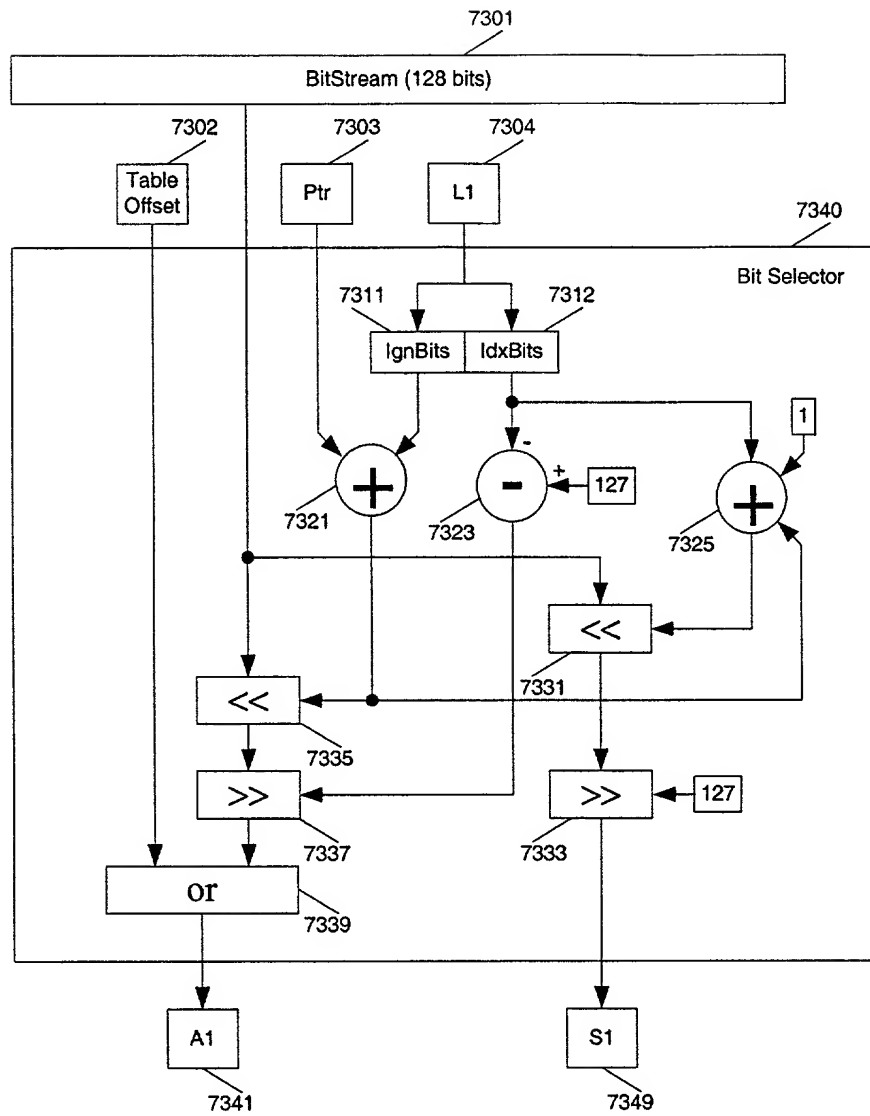 7301
BitStream (128 bits)
7302
7303
7304
Table
Offset
Ptr
L1
7340
Bit Selector
7311
7312
IgnBits
IdxBits
1
+
-
+
-
127
+
7321
7323
7325
<<
7331
<<
7335
>>
7337
>>
127
7333
or
7339
A1
S1
7341
7349